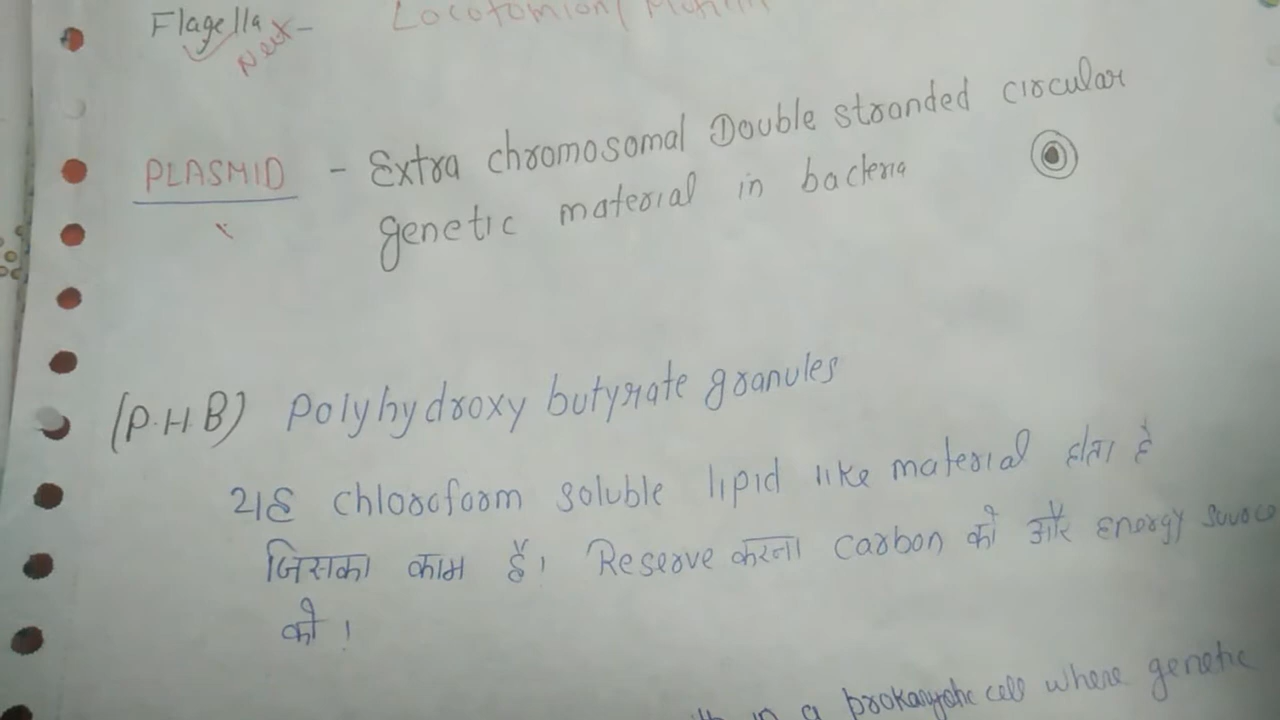 Flagella -
Next
PLASMID - Extra chromosomal Double stranded circular
genetic material in bacteria
(P.H.B) Polyhydroxy butyrate granules
यह chloroform soluble lipid like material होता है
जिसका काम है। Reserve करना carbon को और energy
को।
in a prokaryotic cell where genetic